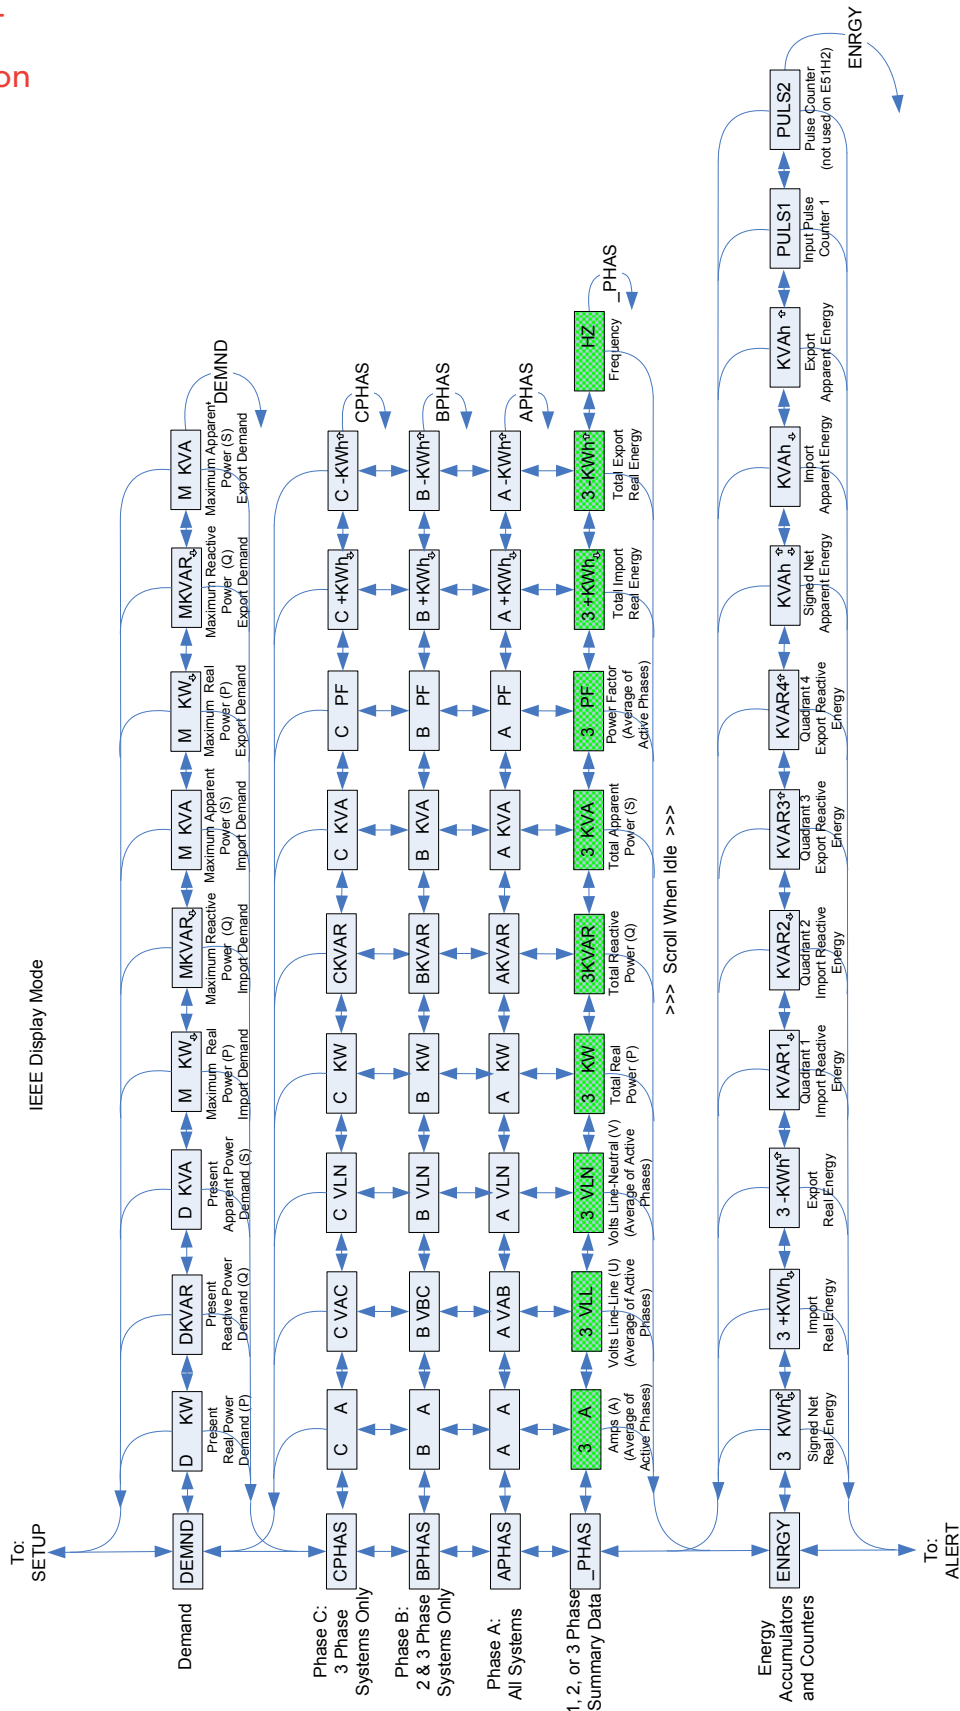 on
IEEE Display Mode
To:
SETUP
Demand
DEMND
D KW
Present
Real Power
Demand (P)
DKVAR
Present
Reactive Power
Demand (Q)
D KVA
Present
Apparent Power
Demand (S)
M KW
Maximum Real
Power (P)
Import Demand
MKVAR
Maximum Reactive
Power (Q)
Import Demand
M KVA
Maximum Apparent
Power (S)
Import Demand
M KW
Maximum Real
Power (P)
Export Demand
MKVAR
Maximum Reactive
Power (Q)
Export Demand
M KVA
Maximum Apparent
Power (S)
Export Demand
DEMND
Phase C:
3 Phase
Systems Only
CPHAS
C A
C VAC
C VLN
C KW
CKVAR
C KVA
C PF
C +KWh
C -KWh
CPHAS
Phase B:
2 & 3 Phase
Systems Only
BPHAS
B A
B VBC
B VLN
B KW
BKVAR
B KVA
B PF
B +KWh
B -KWh
BPHAS
Phase A:
All Systems
APHAS
A A
A VAB
A VLN
A KW
AKVAR
A KVA
A PF
A +KWh
A -KWh
APHAS
1, 2, or 3 Phase
Summary Data
_PHAS
3 A
Amps (A)
(Average of
Active Phases)
3 VLL
Volts Line-Line (U)
(Average of Active
Phases)
3 VLN
Volts Line-Neutral (V)
(Average of Active
Phases)
3 KW
Total Real
Power (P)
3KVAR
Total Reactive
Power (Q)
3 KVA
Total Apparent
Power (S)
3 PF
Power Factor
(Average of
Active Phases)
3 +KWh
Total Import
Real Energy
3 -KWh
Total Export
Real Energy
HZ
Frequency
_PHAS
>>> Scroll When Idle >>>
Energy
Accumulators
and Counters
ENRGY
3 KWh
Signed Net
Real Energy
3 +KWh
Import
Real Energy
3 -KWh
Export
Real Energy
KVAR1
Quadrant 1
Import Reactive
Energy
KVAR2
Quadrant 2
Import Reactive
Energy
KVAR3
Quadrant 3
Export Reactive
Energy
KVAR4
Quadrant 4
Export Reactive
Energy
KVAh
Signed Net
Apparent Energy
KVAh
Import
Apparent Energy
KVAh
Export
Apparent Energy
PULS1
Input Pulse
Counter 1
PULS2
Pulse Counter
(not used on E51H2)
ENRGY
To:
ALERT